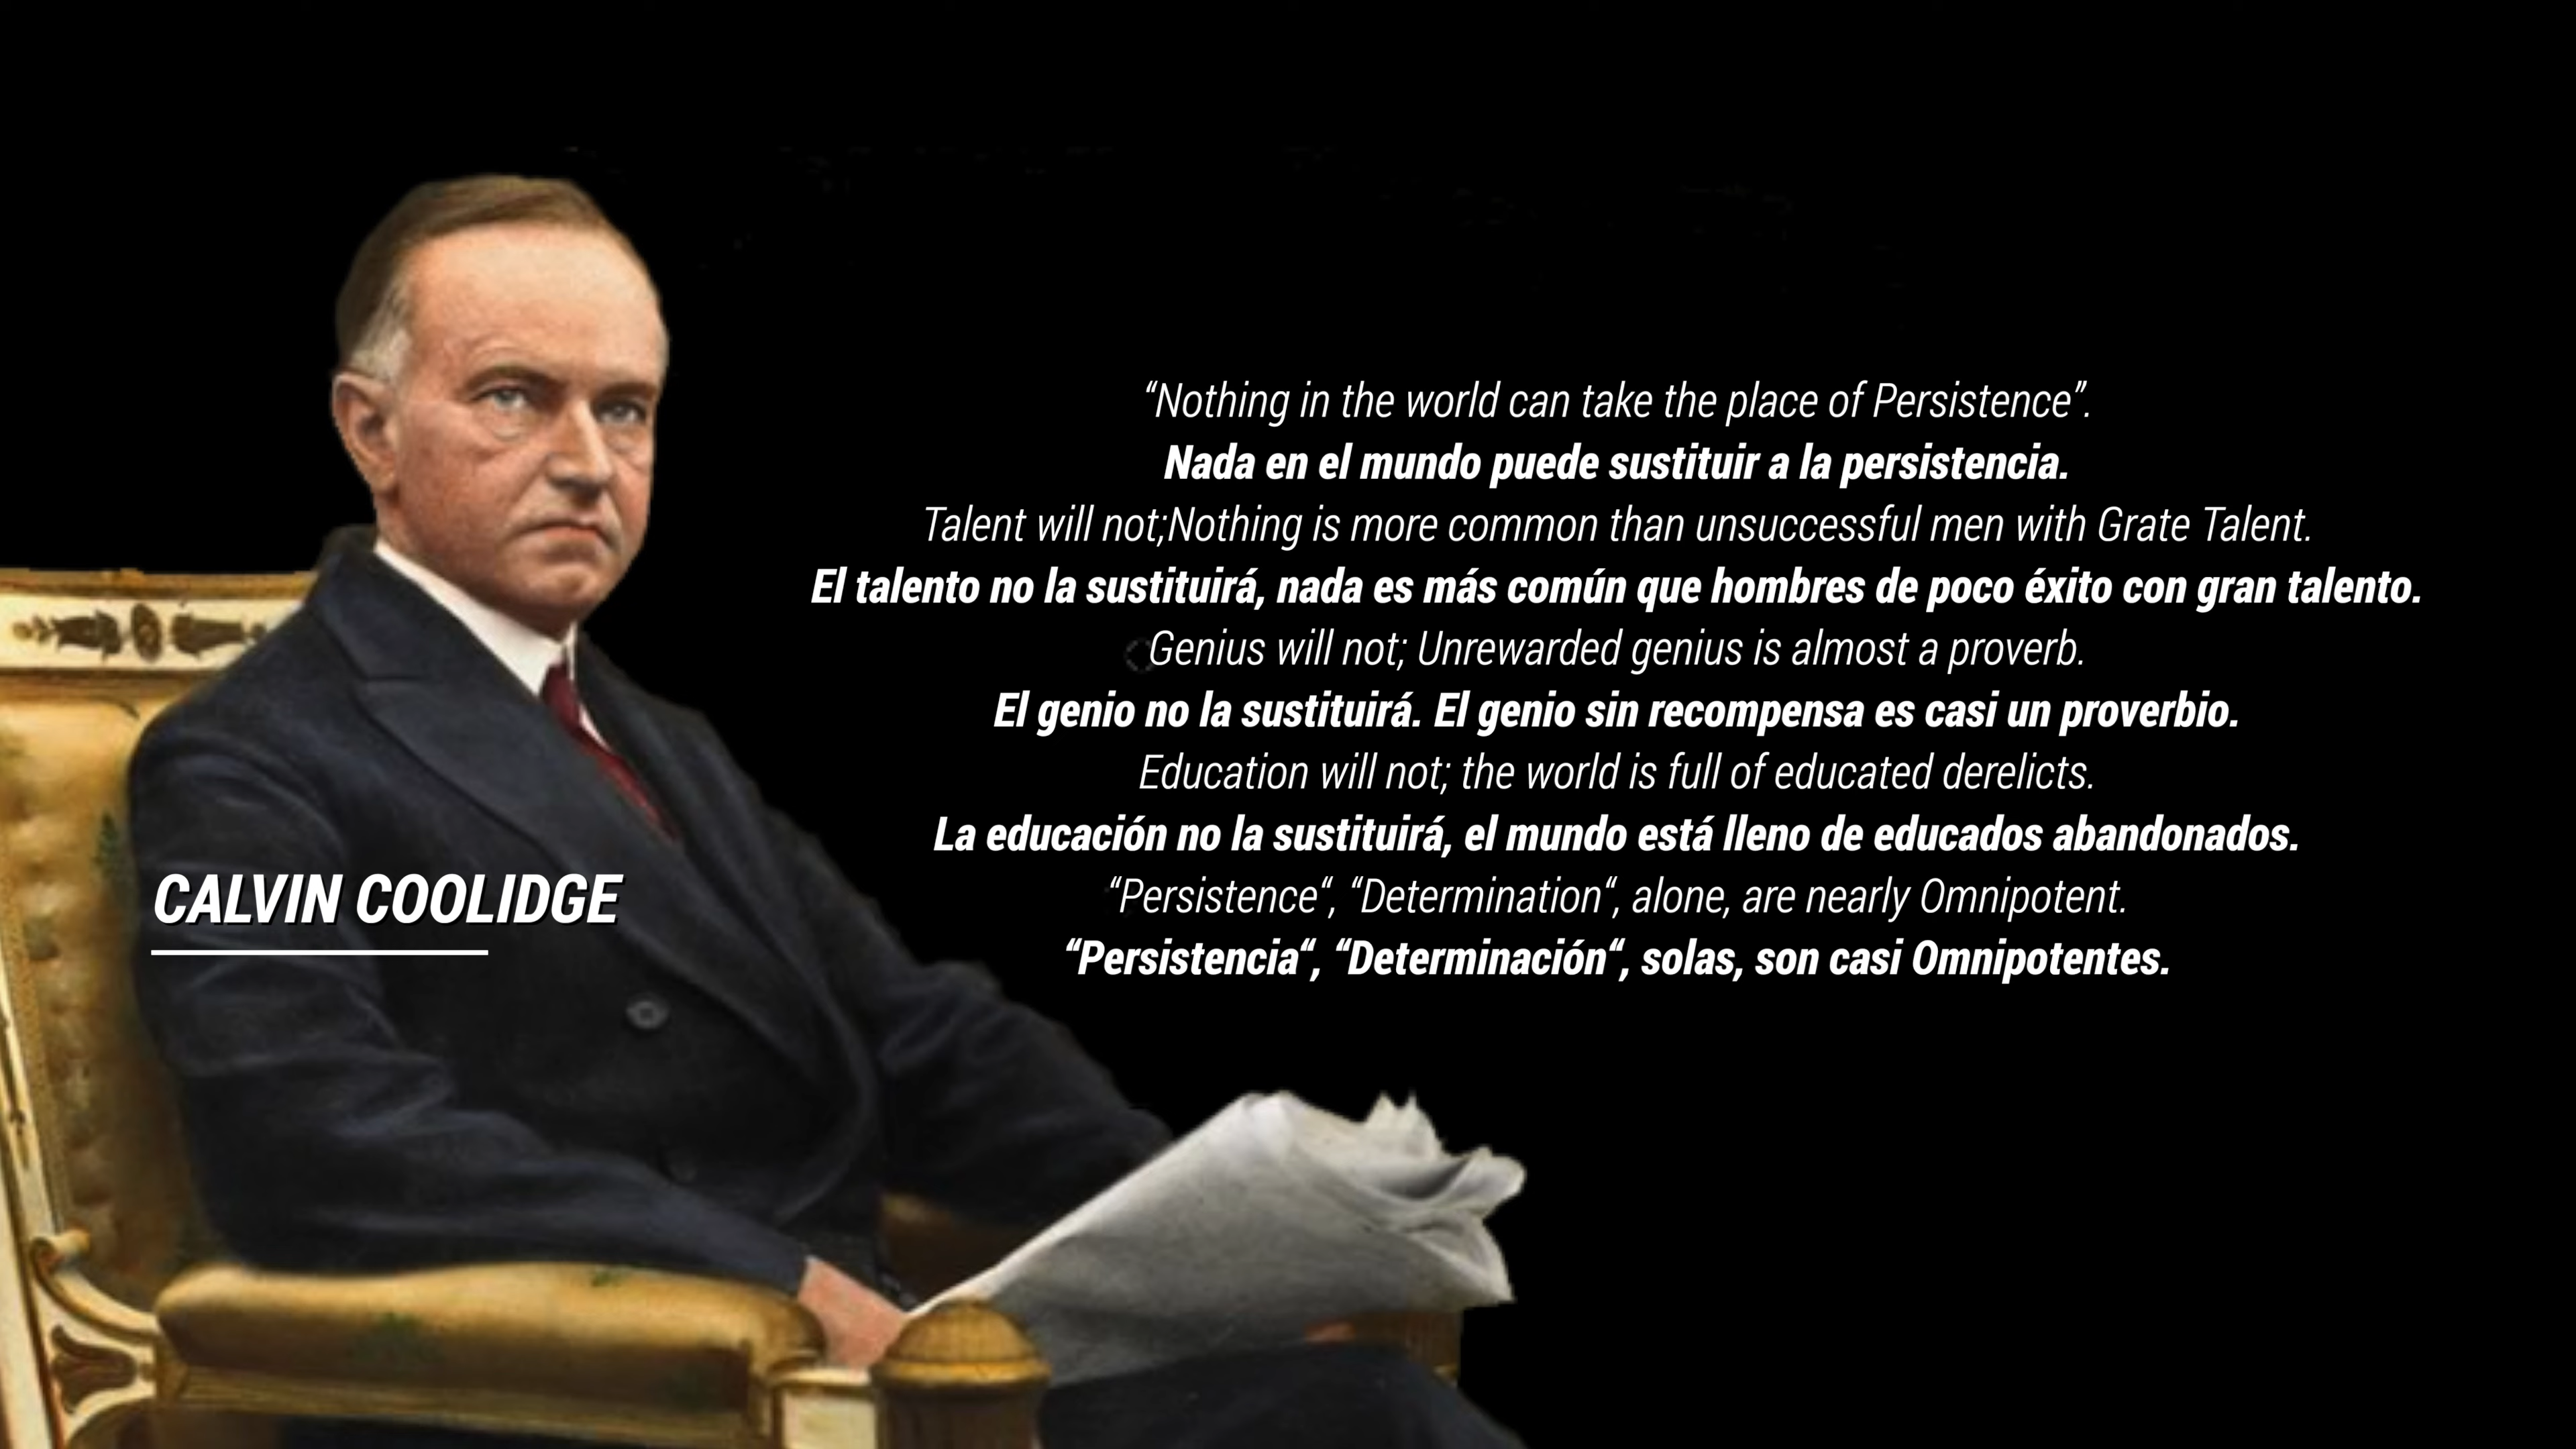 “Nothing in the world can take the place of Persistence”.
Nada en el mundo puede sustituir a la persistencia.
Talent will not;Nothing is more common than unsuccessful men with Grate Talent.
El talento no la sustituirá, nada es más común que hombres de poco éxito con gran talento.
Genius will not; Unrewarded genius is almost a proverb.
El genio no la sustituirá. El genio sin recompensa es casi un proverbio.
Education will not; the world is full of educated derelicts.
La educación no la sustituirá, el mundo está lleno de educados abandonados.
“Persistence“, “Determination“, alone, are nearly Omnipotent.
“Persistencia“, “Determinación“, solas, son casi Omnipotentes.
CALVIN COOLIDGE